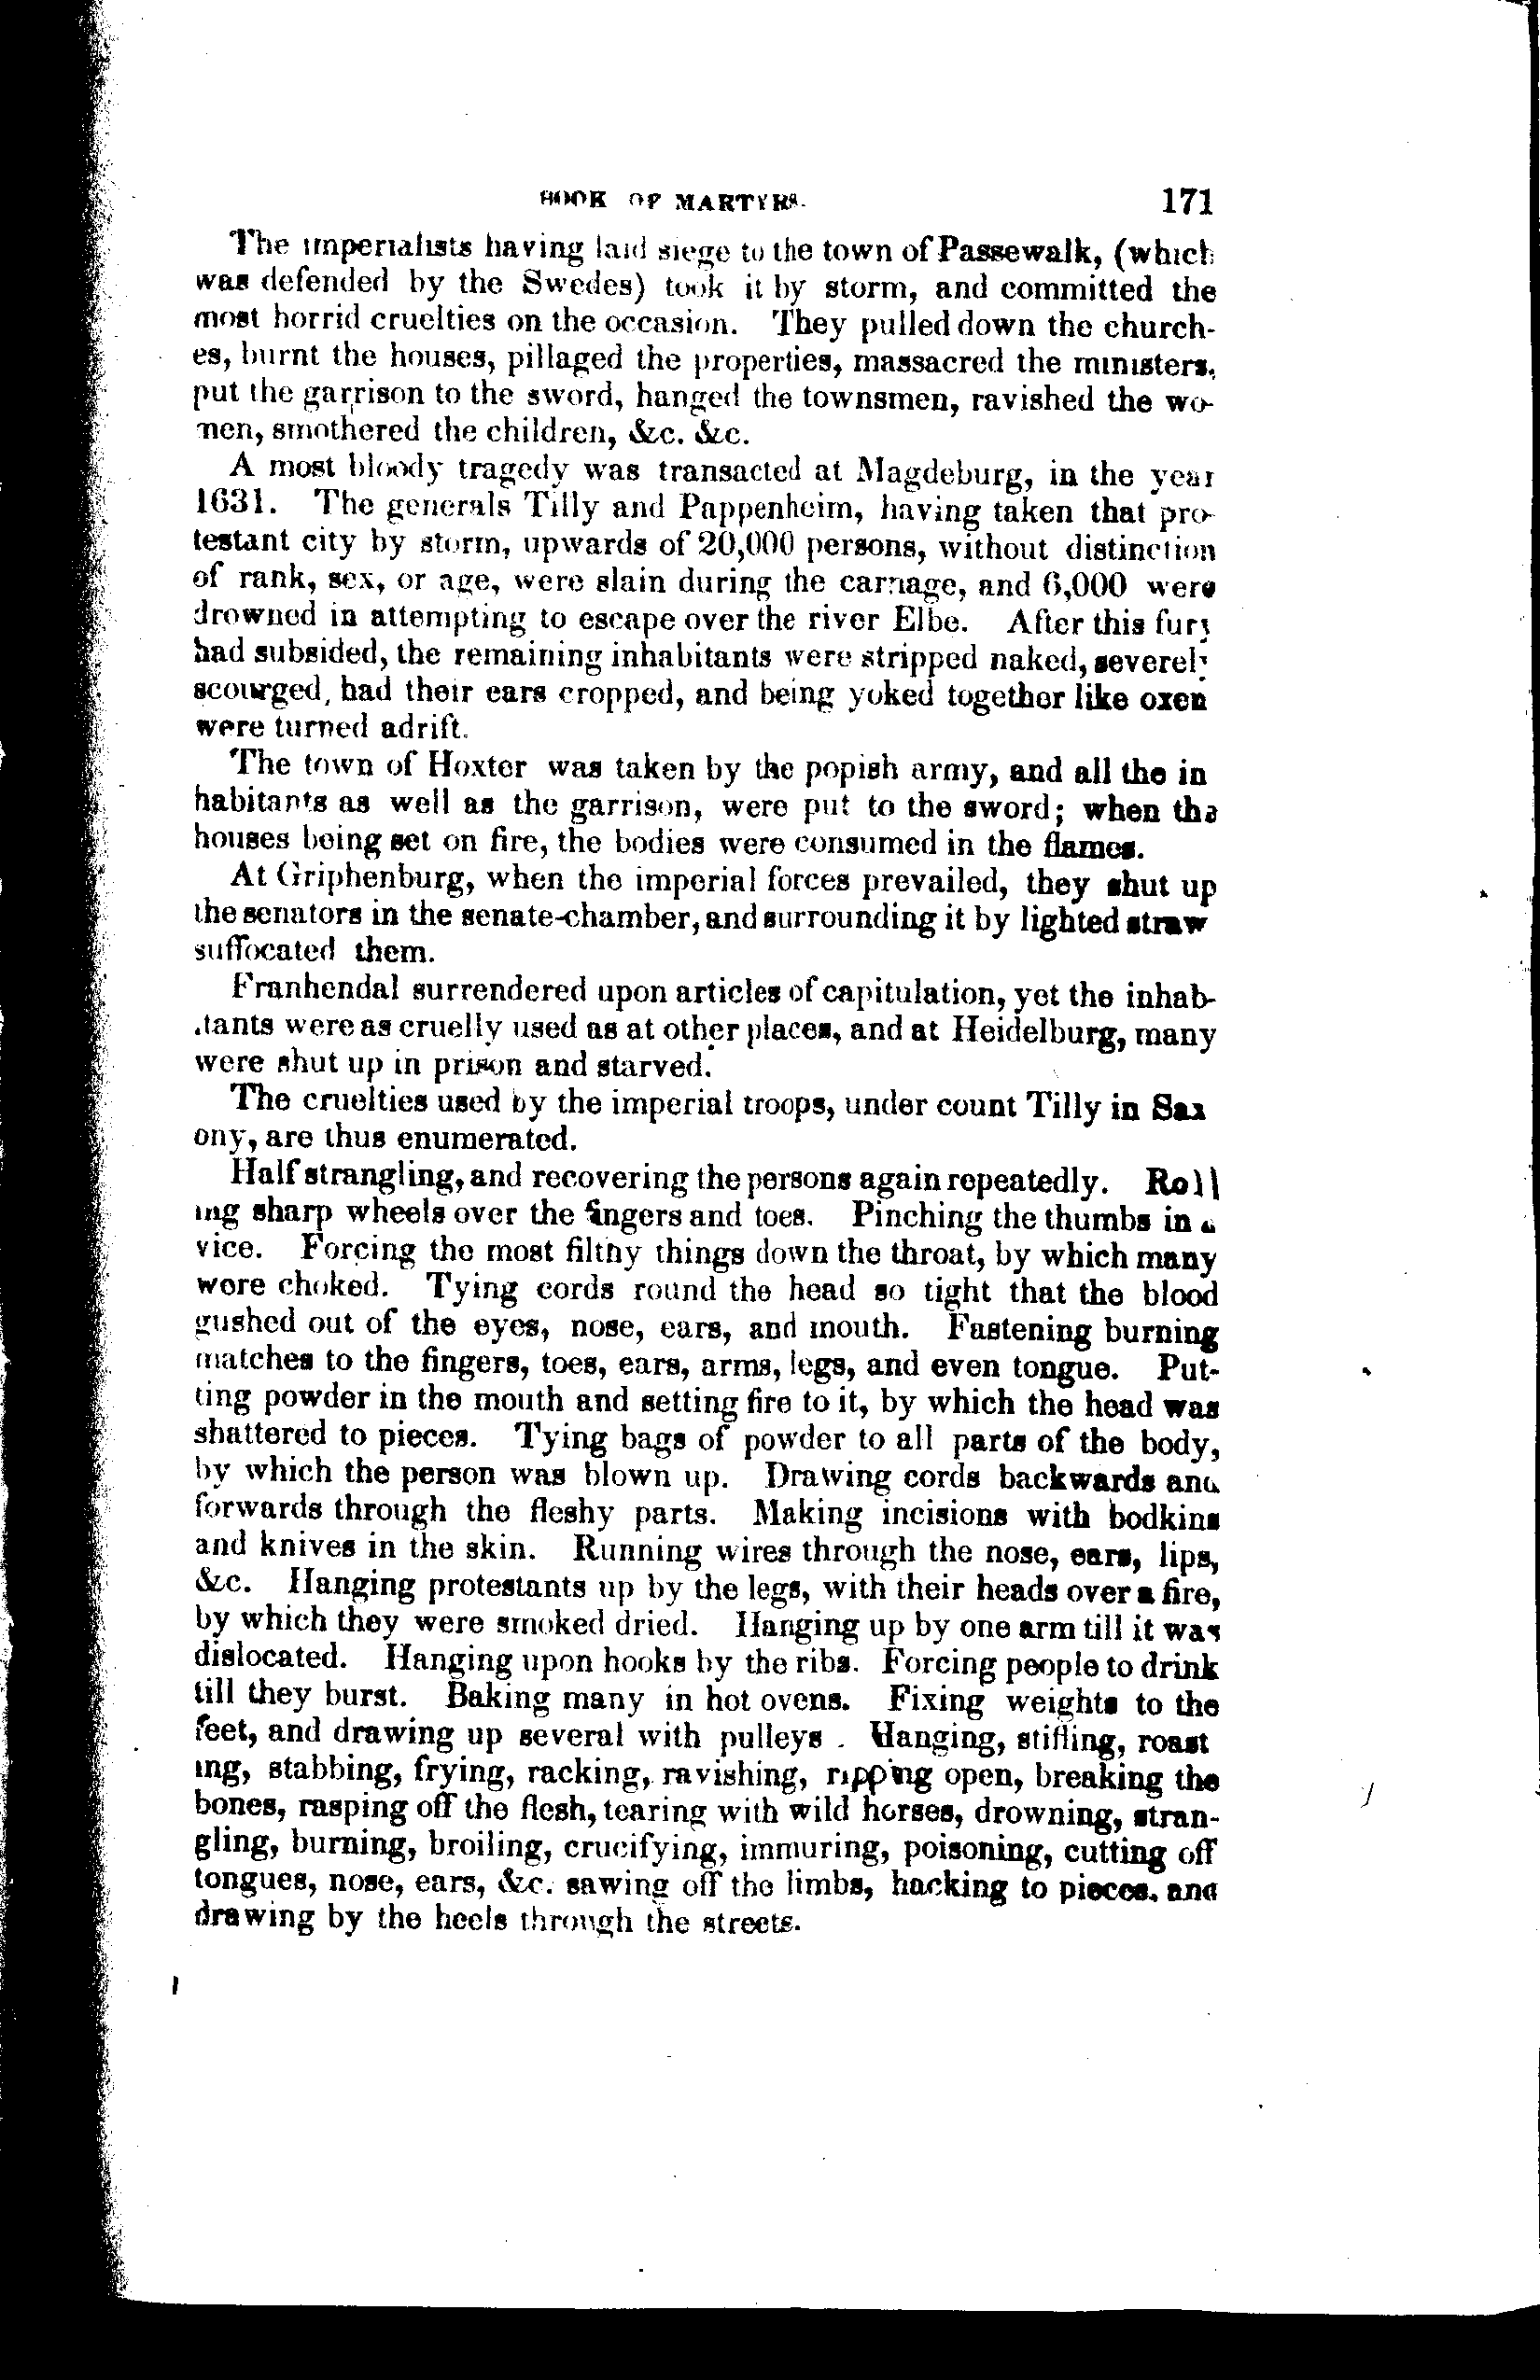 BOOK OF MARTYRS. 171
The imperialists having laid siege to the town of Passewalk, (which
was defended by the Swedes) took it by storm, and committed the
most horrid cruelties on the occasion. They pulled down the church-
es, burnt the houses, pillaged the properties, massacred the ministers,
put the garrison to the sword, hanged the townsmen, ravished the wo-
men, smothered the children, &c. &c.
A most bloody tragedy was transacted at Magdeburg, in the year
1631. The generals Tilly and Pappenheim, having taken that pro-
testant city by storm, upwards of 20,000 persons, without distinction
of rank, sex, or age, were slain during the carnage, and 6,000 were
drowned in attempting to escape over the river Elbe. After this fury
had subsided, the remaining inhabitants were stripped naked, severely
scourged, had their ears cropped, and being yoked together like oxen
were turned adrift.
The town of Hoxter was taken by the popish army, and all the in
habitants as well as the garrison, were put to the sword; when the
houses being set on fire, the bodies were consumed in the flames.
At Griphenburg, when the imperial forces prevailed, they shut up
the senators in the senate-chamber, and surrounding it by lighted straw
suffocated them.
Franhendal surrendered upon articles of capitulation, yet the inhab-
itants were as cruelly used as at other places, and at Heidelburg, many
were shut up in prison and starved.
The cruelties used by the imperial troops, under count Tilly in Sax
ony, are thus enumerated.
Half strangling, and recovering the persons again repeatedly. Roll
ing sharp wheels over the fingers and toes. Pinching the thumbs in a
vice. Forcing the most filthy things down the throat, by which many
were choked. Tying cords round the head so tight that the blood
gushed out of the eyes, nose, ears, and mouth. Fastening burning
matches to the fingers, toes, ears, arms, legs, and even tongue. Put-
ting powder in the mouth and setting fire to it, by which the head was
shattered to pieces. Tying bags of powder to all parts of the body,
by which the person was blown up. Drawing cords backwards and
forwards through the fleshy parts. Making incisions with bodkins
and knives in the skin. Running wires through the nose, ears, lips,
&c. Hanging protestants up by the legs, with their heads over a fire,
by which they were smoked dried. Hanging up by one arm till it was
dislocated. Hanging upon hooks by the ribs. Forcing people to drink
till they burst. Baking many in hot ovens. Fixing weights to the
feet, and drawing up several with pulleys. Hanging, stifling, roast
ing, stabbing, frying, racking, ravishing, ripping open, breaking the
bones, rasping off the flesh, tearing with wild horses, drowning, stran-
gling, burning, broiling, crucifying, immuring, poisoning, cutting off
tongues, nose, ears, &c. sawing off the limbs, hacking to pieces, and
drawing by the heels through the streets.